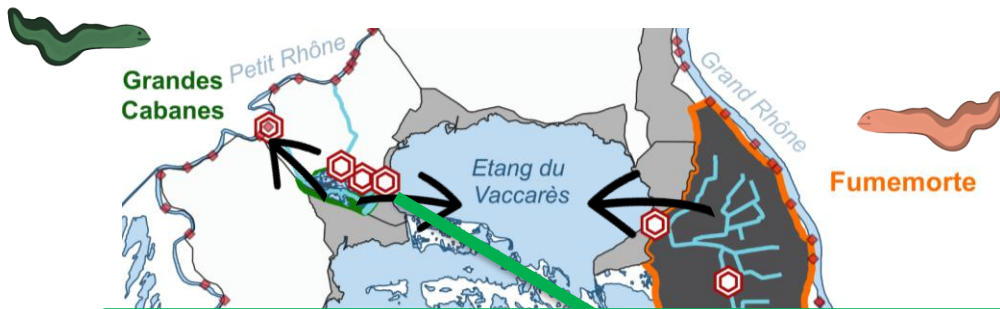 Petit Rhône
Grandes
Cabanes
Grand Rhône
Etang du
Vaccarès
Fumemorte